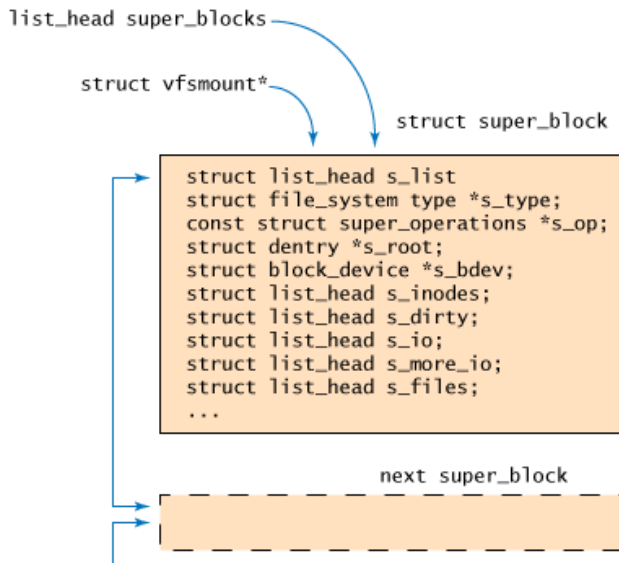 list_head super_blocks
struct vfsmount*
struct super_block
struct list_head s_list
struct file_system type *s_type;
const struct super_operations *s_op;
struct dentry *s_root;
struct block_device *s_bdev;
struct list_head s_inodes;
struct list_head s_dirty;
struct list_head s_io;
struct list_head s_more_io;
struct list_head s_files;
...
next super_block